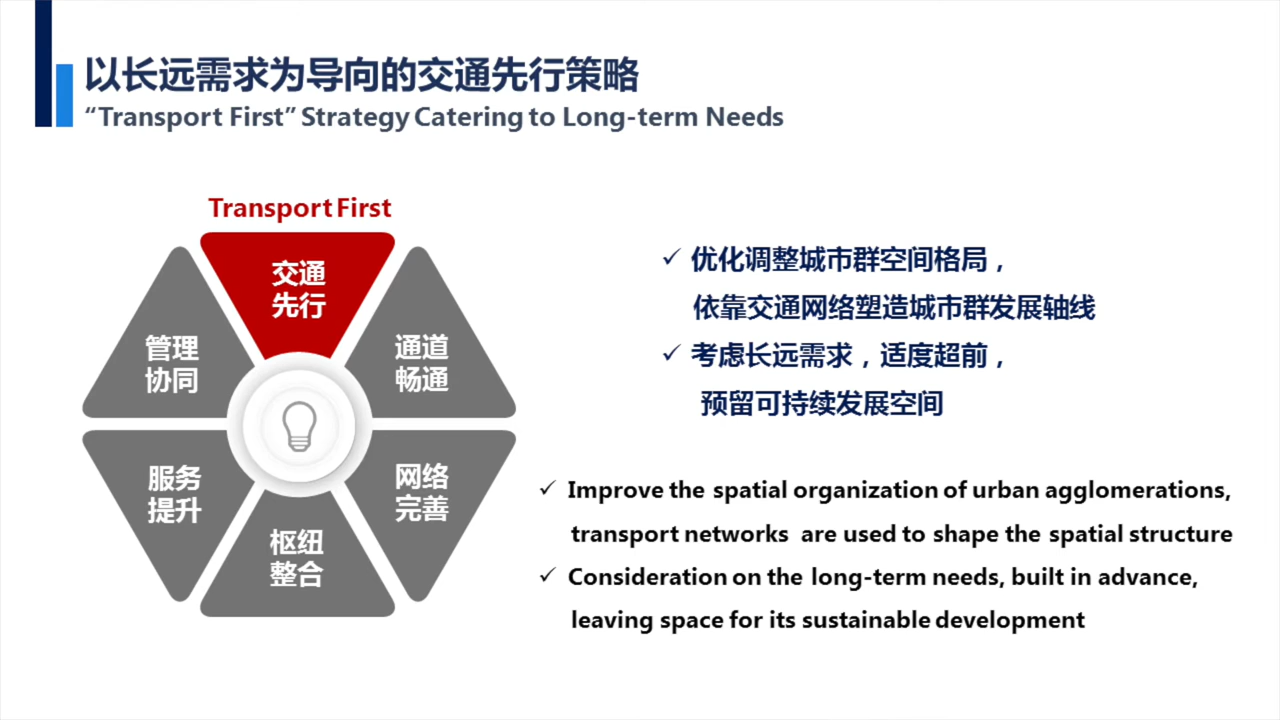 以长远需求为导向的交通先行策略
“Transport First” Strategy Catering to Long-term Needs
Transport First
交通
先行
管理
协同
通道
畅通
服务
提升
网络
完善
枢纽
整合
✓ 优化调整城市群空间格局，
依靠交通网络塑造城市群发展轴线
✓ 考虑长远需求，适度超前，
预留可持续发展空间
✓ Improve the spatial organization of urban agglomerations,
transport networks are used to shape the spatial structure
✓ Consideration on the long-term needs, built in advance,
leaving space for its sustainable development